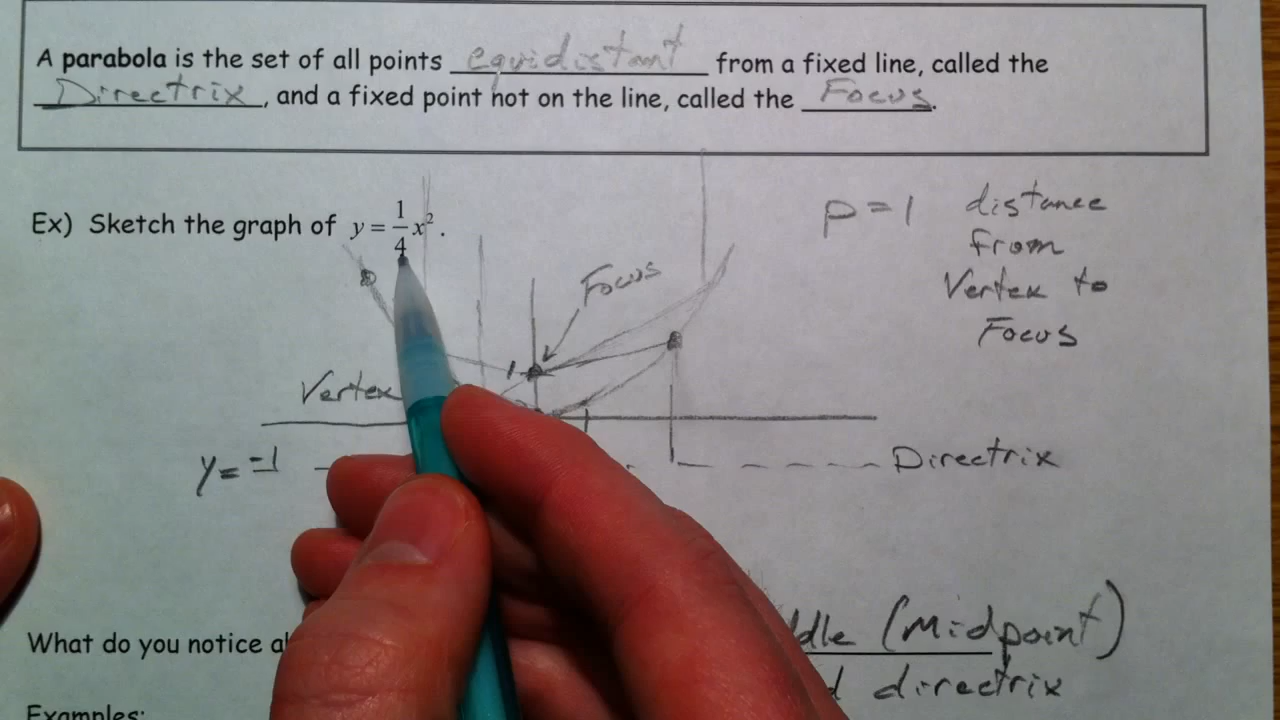 A parabola is the set of all points equidistant from a fixed line, called the
Directrix, and a fixed point not on the line, called the Focus.
Ex) Sketch the graph of y = 1/4 x².
p = 1 distance
from
Vertex to
Focus
Focus
1
Vertex
y = -1
Directrix
What do you notice a
ddle (Midpoint)
d directrix
Examples: